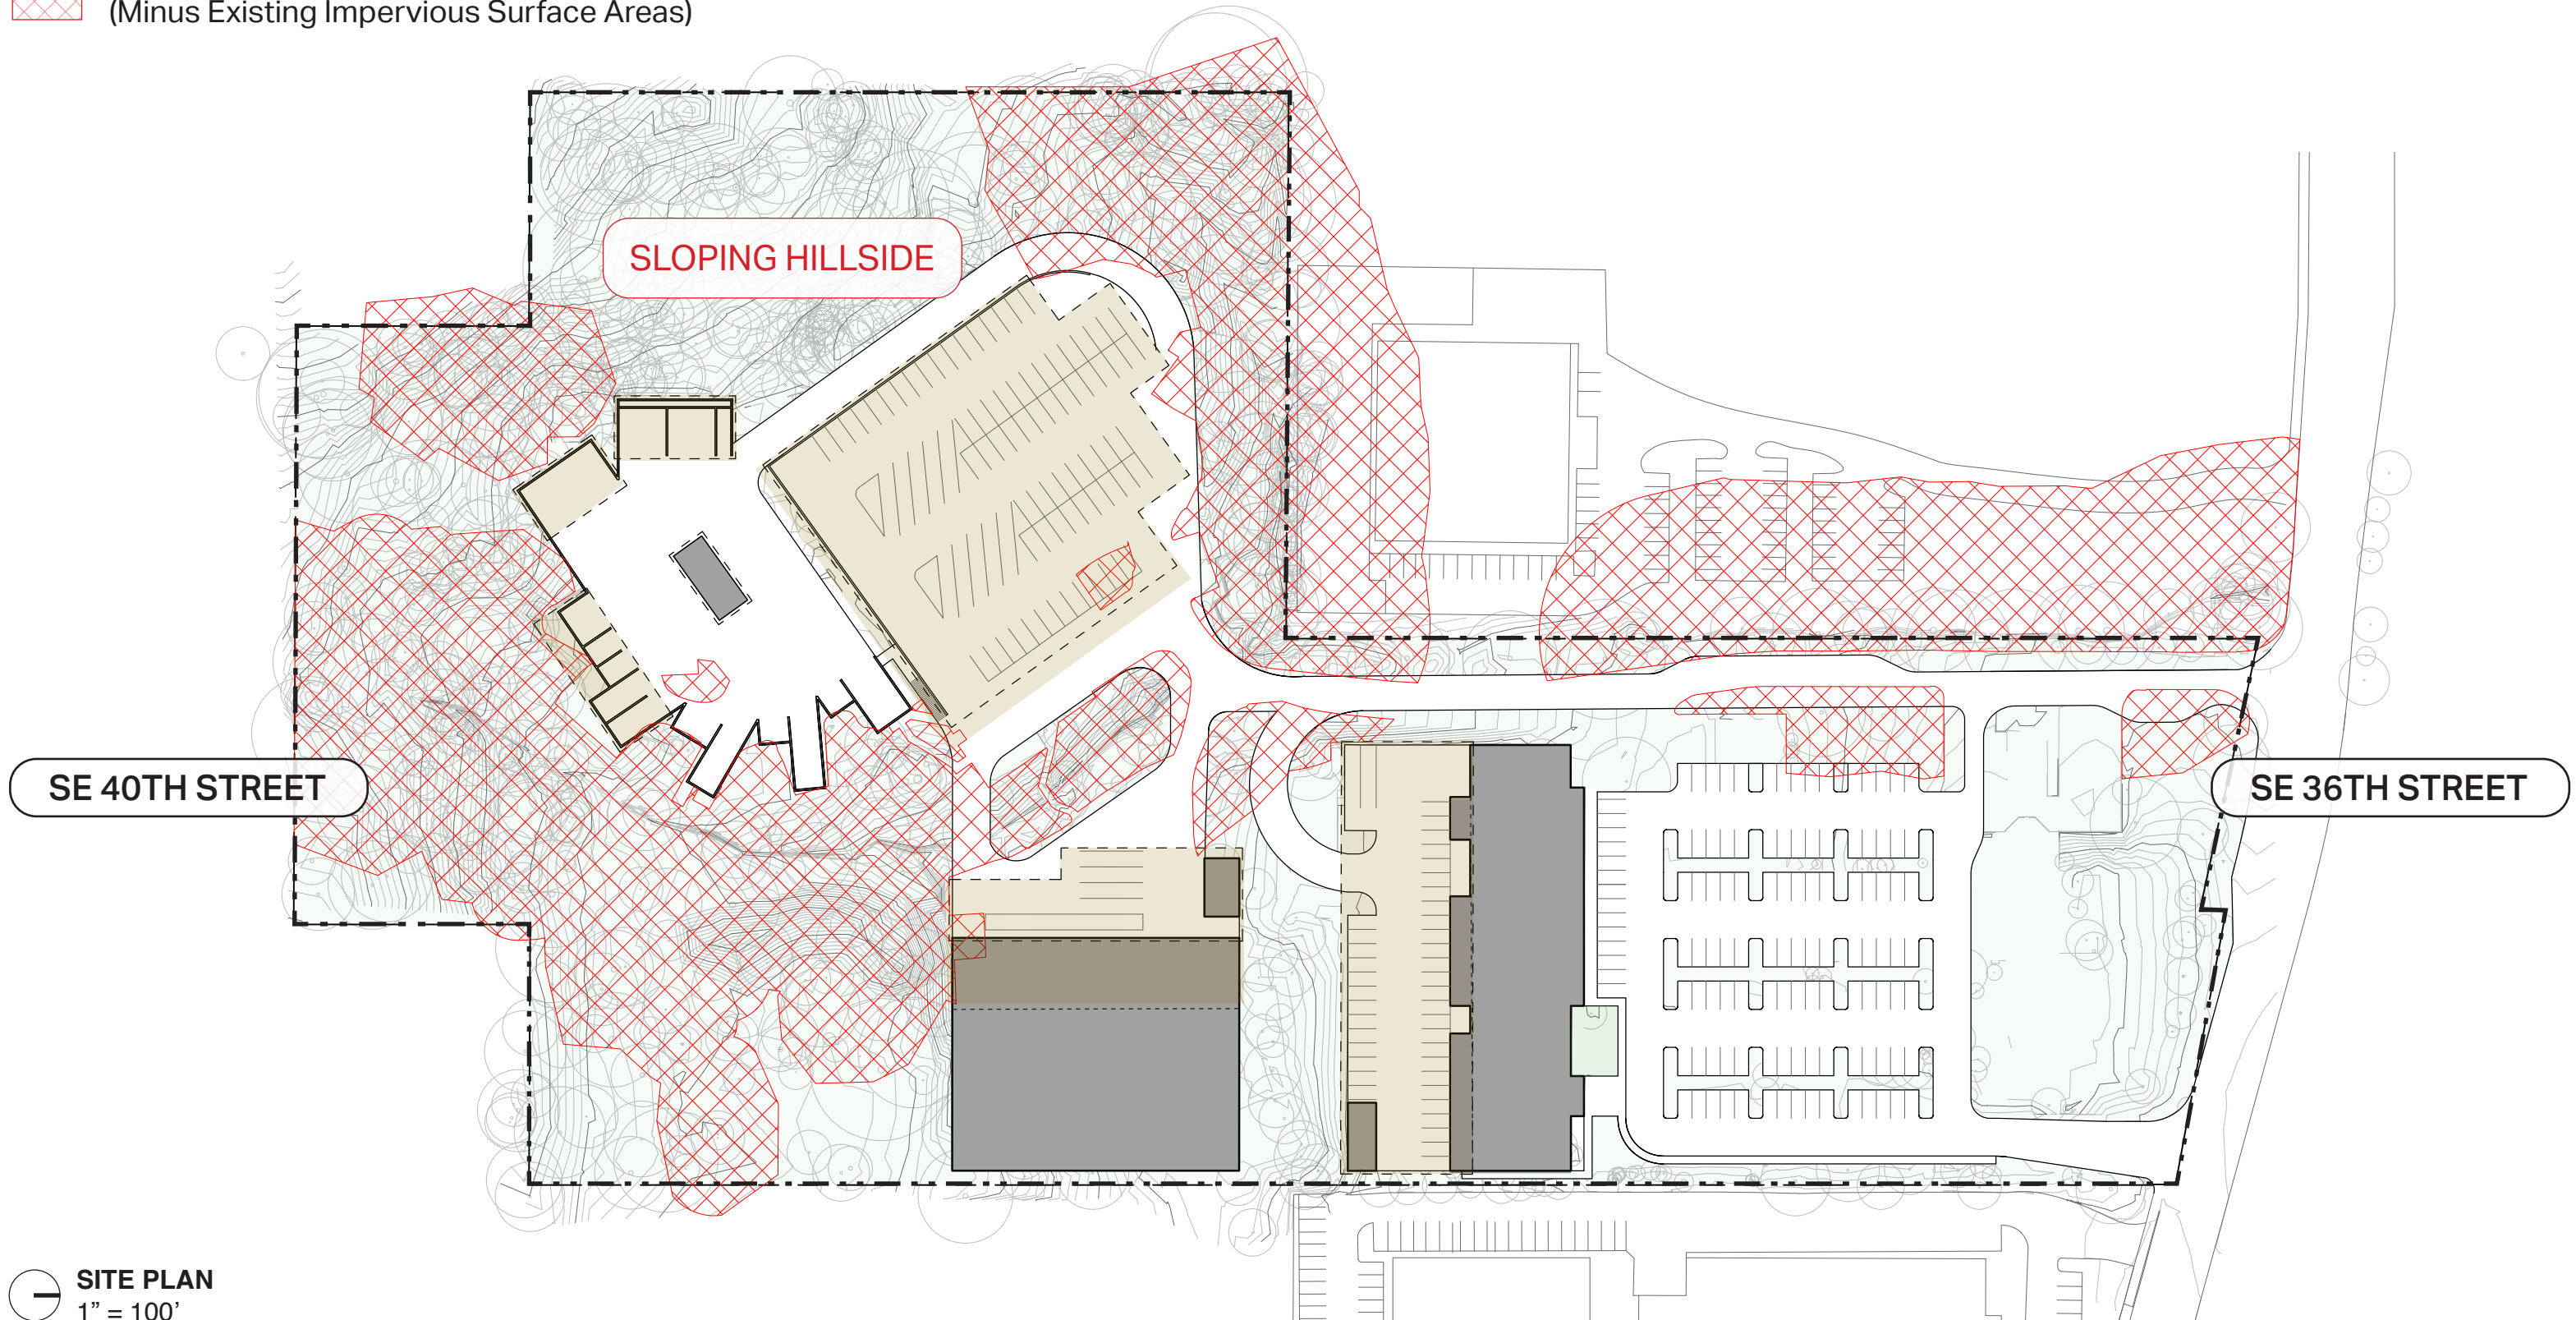 (Minus Existing Impervious Surface Areas)
SLOPING HILLSIDE
SE 40TH STREET
SE 36TH STREET
SITE PLAN
1” = 100’